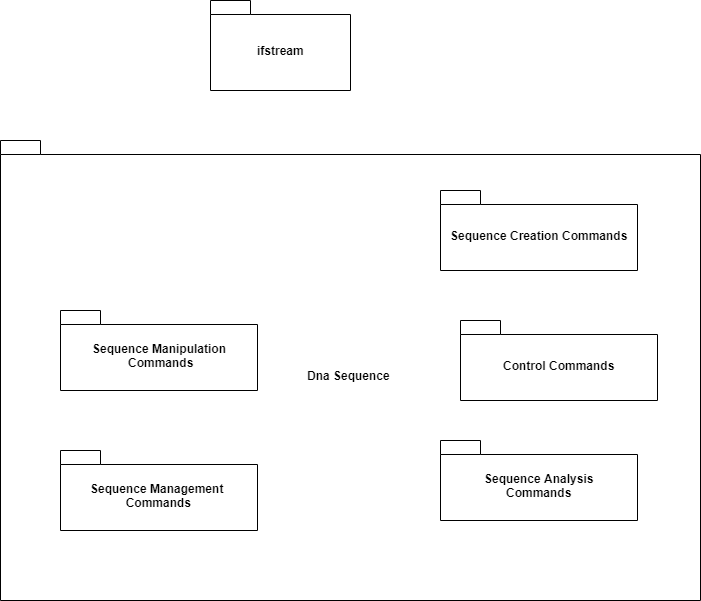 ifstream
Sequence Creation Commands
Sequence Manipulation
Commands
Control Commands
Dna Sequence
Sequence Management
Commands
Sequence Analysis
Commands